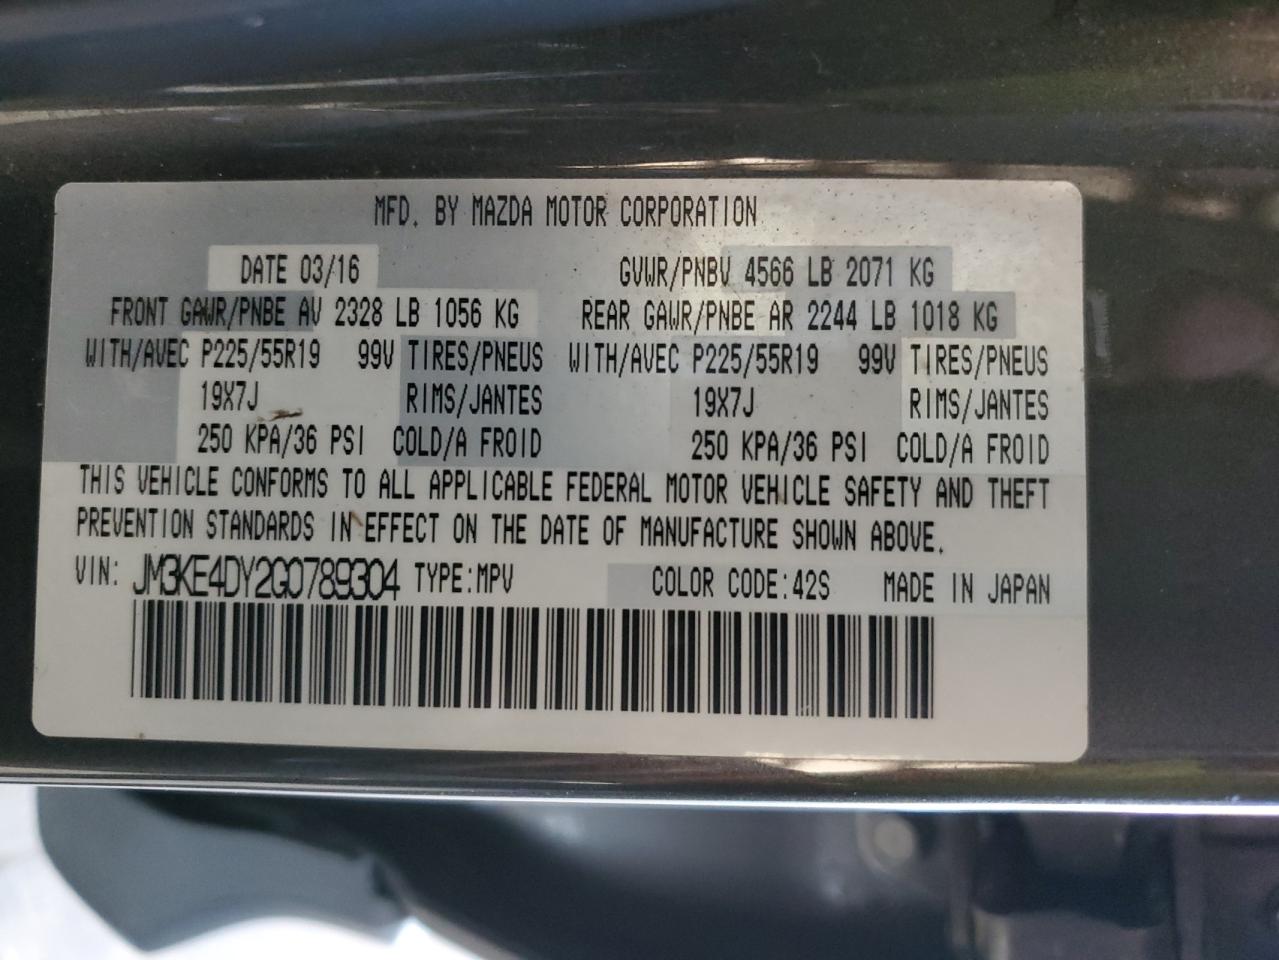 MFD. BY MAZDA MOTOR CORPORATION
DATE 03/16 GVWR/PNBV 4566 LB 2071 KG
FRONT GAWR/PNBE AV 2328 LB 1056 KG REAR GAWR/PNBE AR 2244 LB 1018 KG
WITH/AVEC P225/55R19 99V TIRES/PNEUS WITH/AVEC P225/55R19 99V TIRES/PNEUS
19X7J RIMS/JANTES 19X7J RIMS/JANTES
250 KPA/36 PSI COLD/A FROID 250 KPA/36 PSI COLD/A FROID
THIS VEHICLE CONFORMS TO ALL APPLICABLE FEDERAL MOTOR VEHICLE SAFETY AND THEFT
PREVENTION STANDARDS IN EFFECT ON THE DATE OF MANUFACTURE SHOWN ABOVE.
VIN: JM3KE4DY2G0789304 TYPE:MPV COLOR CODE:42S MADE IN JAPAN